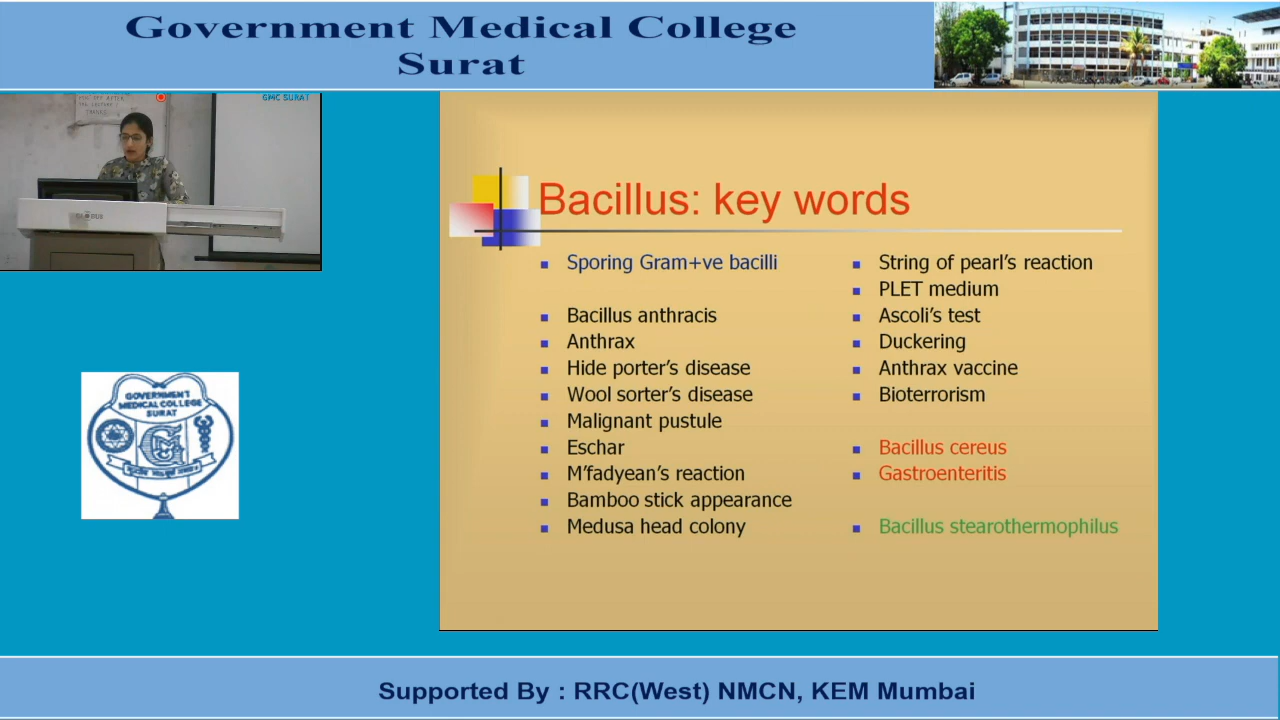 Government Medical College
Surat
GMC SURAT
GOVERNMENT
MEDICAL COLLEGE
SURAT
Bacillus: key words
Sporing Gram+ve bacilli
Bacillus anthracis
Anthrax
Hide porter's disease
Wool sorter's disease
Malignant pustule
Eschar
M'fadyean's reaction
Bamboo stick appearance
Medusa head colony
String of pearl's reaction
PLET medium
Ascoli's test
Duckering
Anthrax vaccine
Bioterrorism
Bacillus cereus
Gastroenteritis
Bacillus stearothermophilus
Supported By : RRC(West) NMCN, KEM Mumbai